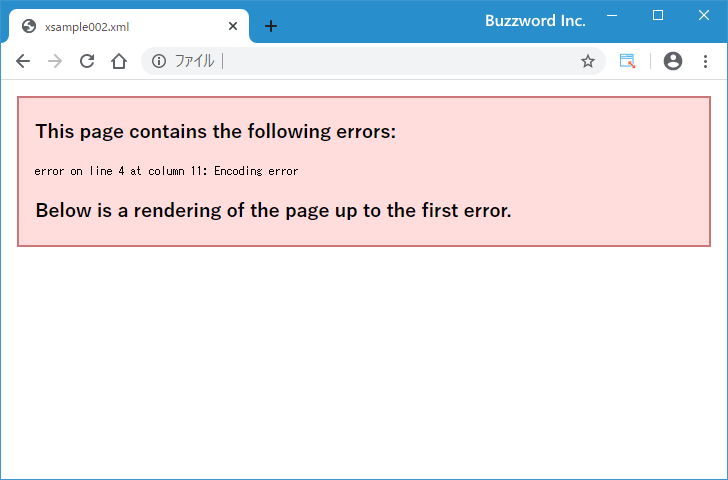 xsample002.xml
Buzzword Inc.
ファイル
This page contains the following errors:
error on line 4 at column 11: Encoding error
Below is a rendering of the page up to the first error.